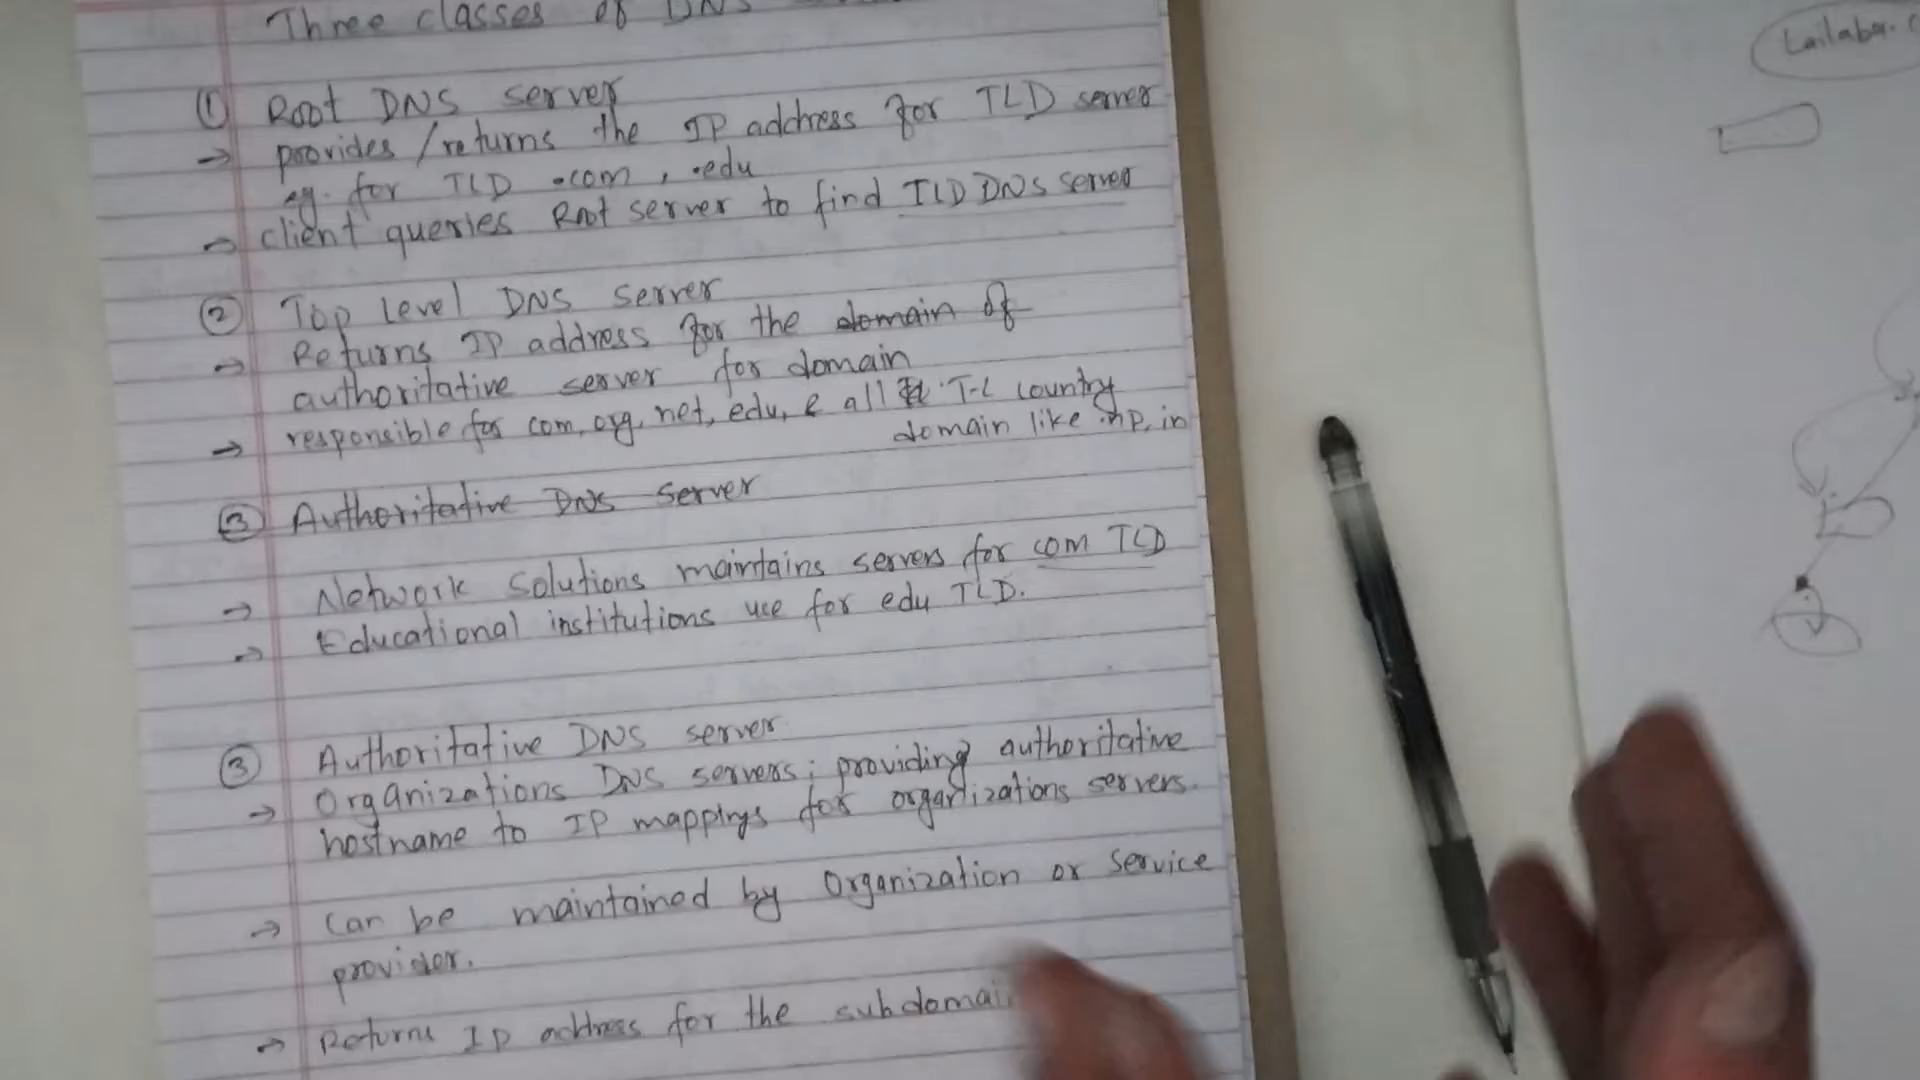 Three classes of DNS
① Root DNS server
→ provides/returns the IP address for TLD server
eg. for TLD .com, .edu
→ client queries Root server to find TLD DNS server
② Top Level DNS server
→ Returns IP address for the domain of
authoritative server for domain
→ responsible for com, org, net, edu, & all T-L country
domain like .np, in
③ Authoritative DNS server
→ Network Solutions maintains servers for com TLD
→ Educational institutions use for edu TLD.
③ Authoritative DNS server
→ Organizations DNS servers; providing authoritative
hostname to IP mappings for organizations servers.
→ Can be maintained by Organization or Service
provider.
→ Returns IP address for the subdomai
Lailabar.c